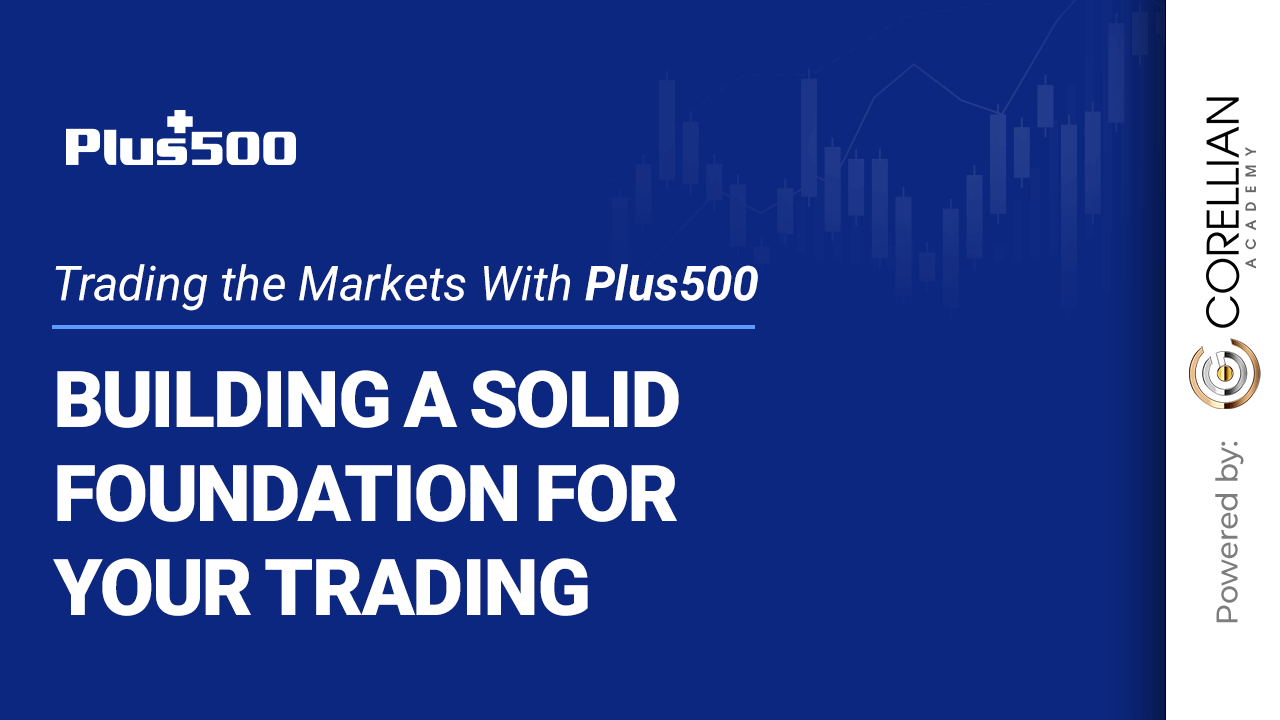 Plus500
Trading the Markets With Plus500
BUILDING A SOLID
FOUNDATION FOR
YOUR TRADING
Powered by:
CORELLIAN
ACADEMY